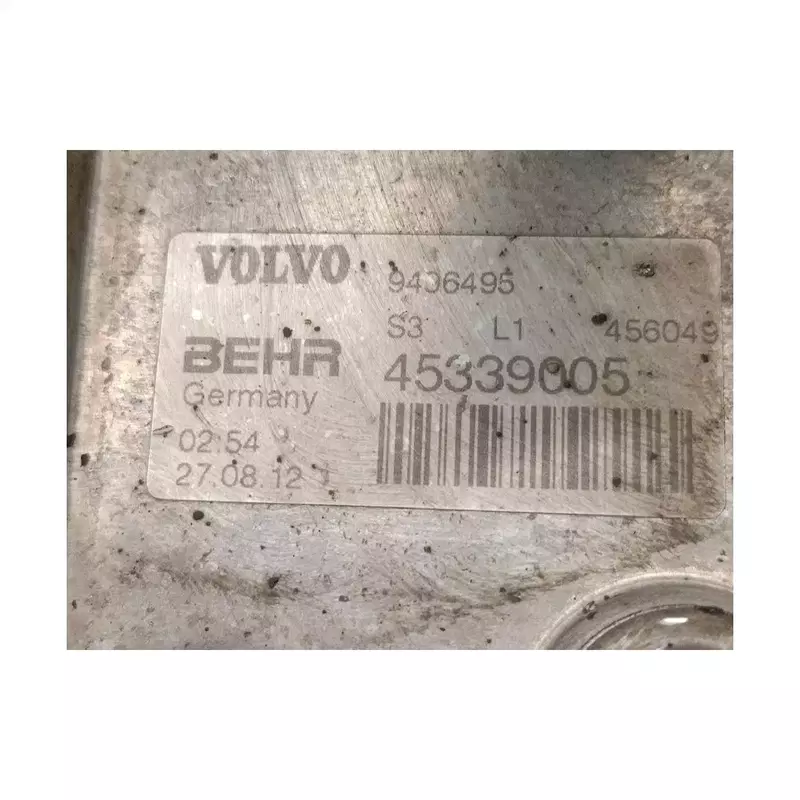 VOLVO 9406495
S3 L1 456049
BEHR 45339005
Germany
02:54
27.08.12